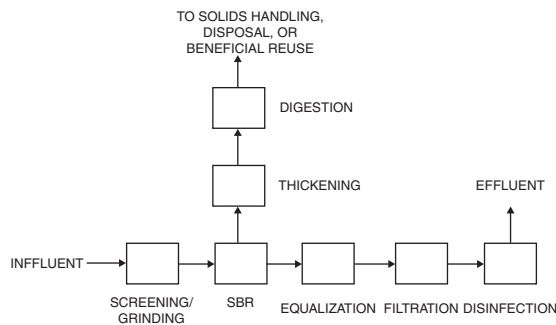 TO SOLIDS HANDLING,
DISPOSAL, OR
BENEFICIAL REUSE
DIGESTION
THICKENING
EFFLUENT
INFFLUENT
SCREENING/
GRINDING
SBR
EQUALIZATION
FILTRATION
DISINFECTION